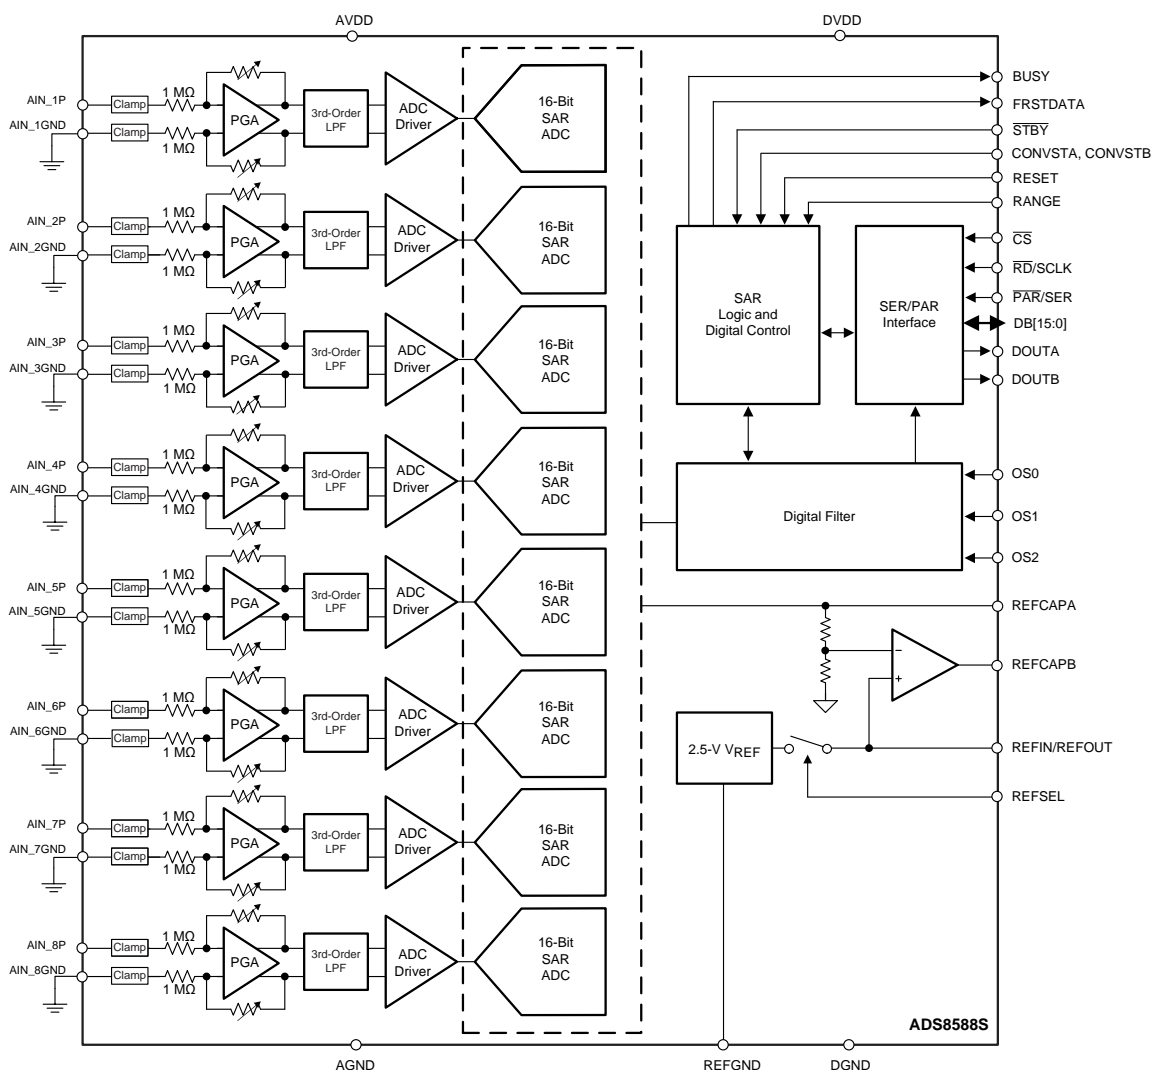 AVDD
DVDD
AIN_1P
Clamp
1 MΩ
AIN_1GND
Clamp
1 MΩ
PGA
3rd-Order
LPF
ADC
Driver
16-Bit
SAR
ADC
AIN_2P
Clamp
1 MΩ
AIN_2GND
Clamp
1 MΩ
PGA
3rd-Order
LPF
ADC
Driver
16-Bit
SAR
ADC
AIN_3P
Clamp
1 MΩ
AIN_3GND
Clamp
1 MΩ
PGA
3rd-Order
LPF
ADC
Driver
16-Bit
SAR
ADC
AIN_4P
Clamp
1 MΩ
AIN_4GND
Clamp
1 MΩ
PGA
3rd-Order
LPF
ADC
Driver
16-Bit
SAR
ADC
AIN_5P
Clamp
1 MΩ
AIN_5GND
Clamp
1 MΩ
PGA
3rd-Order
LPF
ADC
Driver
16-Bit
SAR
ADC
AIN_6P
Clamp
1 MΩ
AIN_6GND
Clamp
1 MΩ
PGA
3rd-Order
LPF
ADC
Driver
16-Bit
SAR
ADC
AIN_7P
Clamp
1 MΩ
AIN_7GND
Clamp
1 MΩ
PGA
3rd-Order
LPF
ADC
Driver
16-Bit
SAR
ADC
AIN_8P
Clamp
1 MΩ
AIN_8GND
Clamp
1 MΩ
PGA
3rd-Order
LPF
ADC
Driver
16-Bit
SAR
ADC
BUSY
FRSTDATA
STBY
CONVSTA, CONVSTB
RESET
RANGE
CS
RD/SCLK
PAR/SER
DB[15:0]
DOUTA
DOUTB
SAR
Logic and
Digital Control
SER/PAR
Interface
Digital Filter
OS0
OS1
OS2
REFCAPA
−
+
REFCAPB
2.5-V VREF
REFIN/REFOUT
REFSEL
ADS8588S
AGND
REFGND
DGND